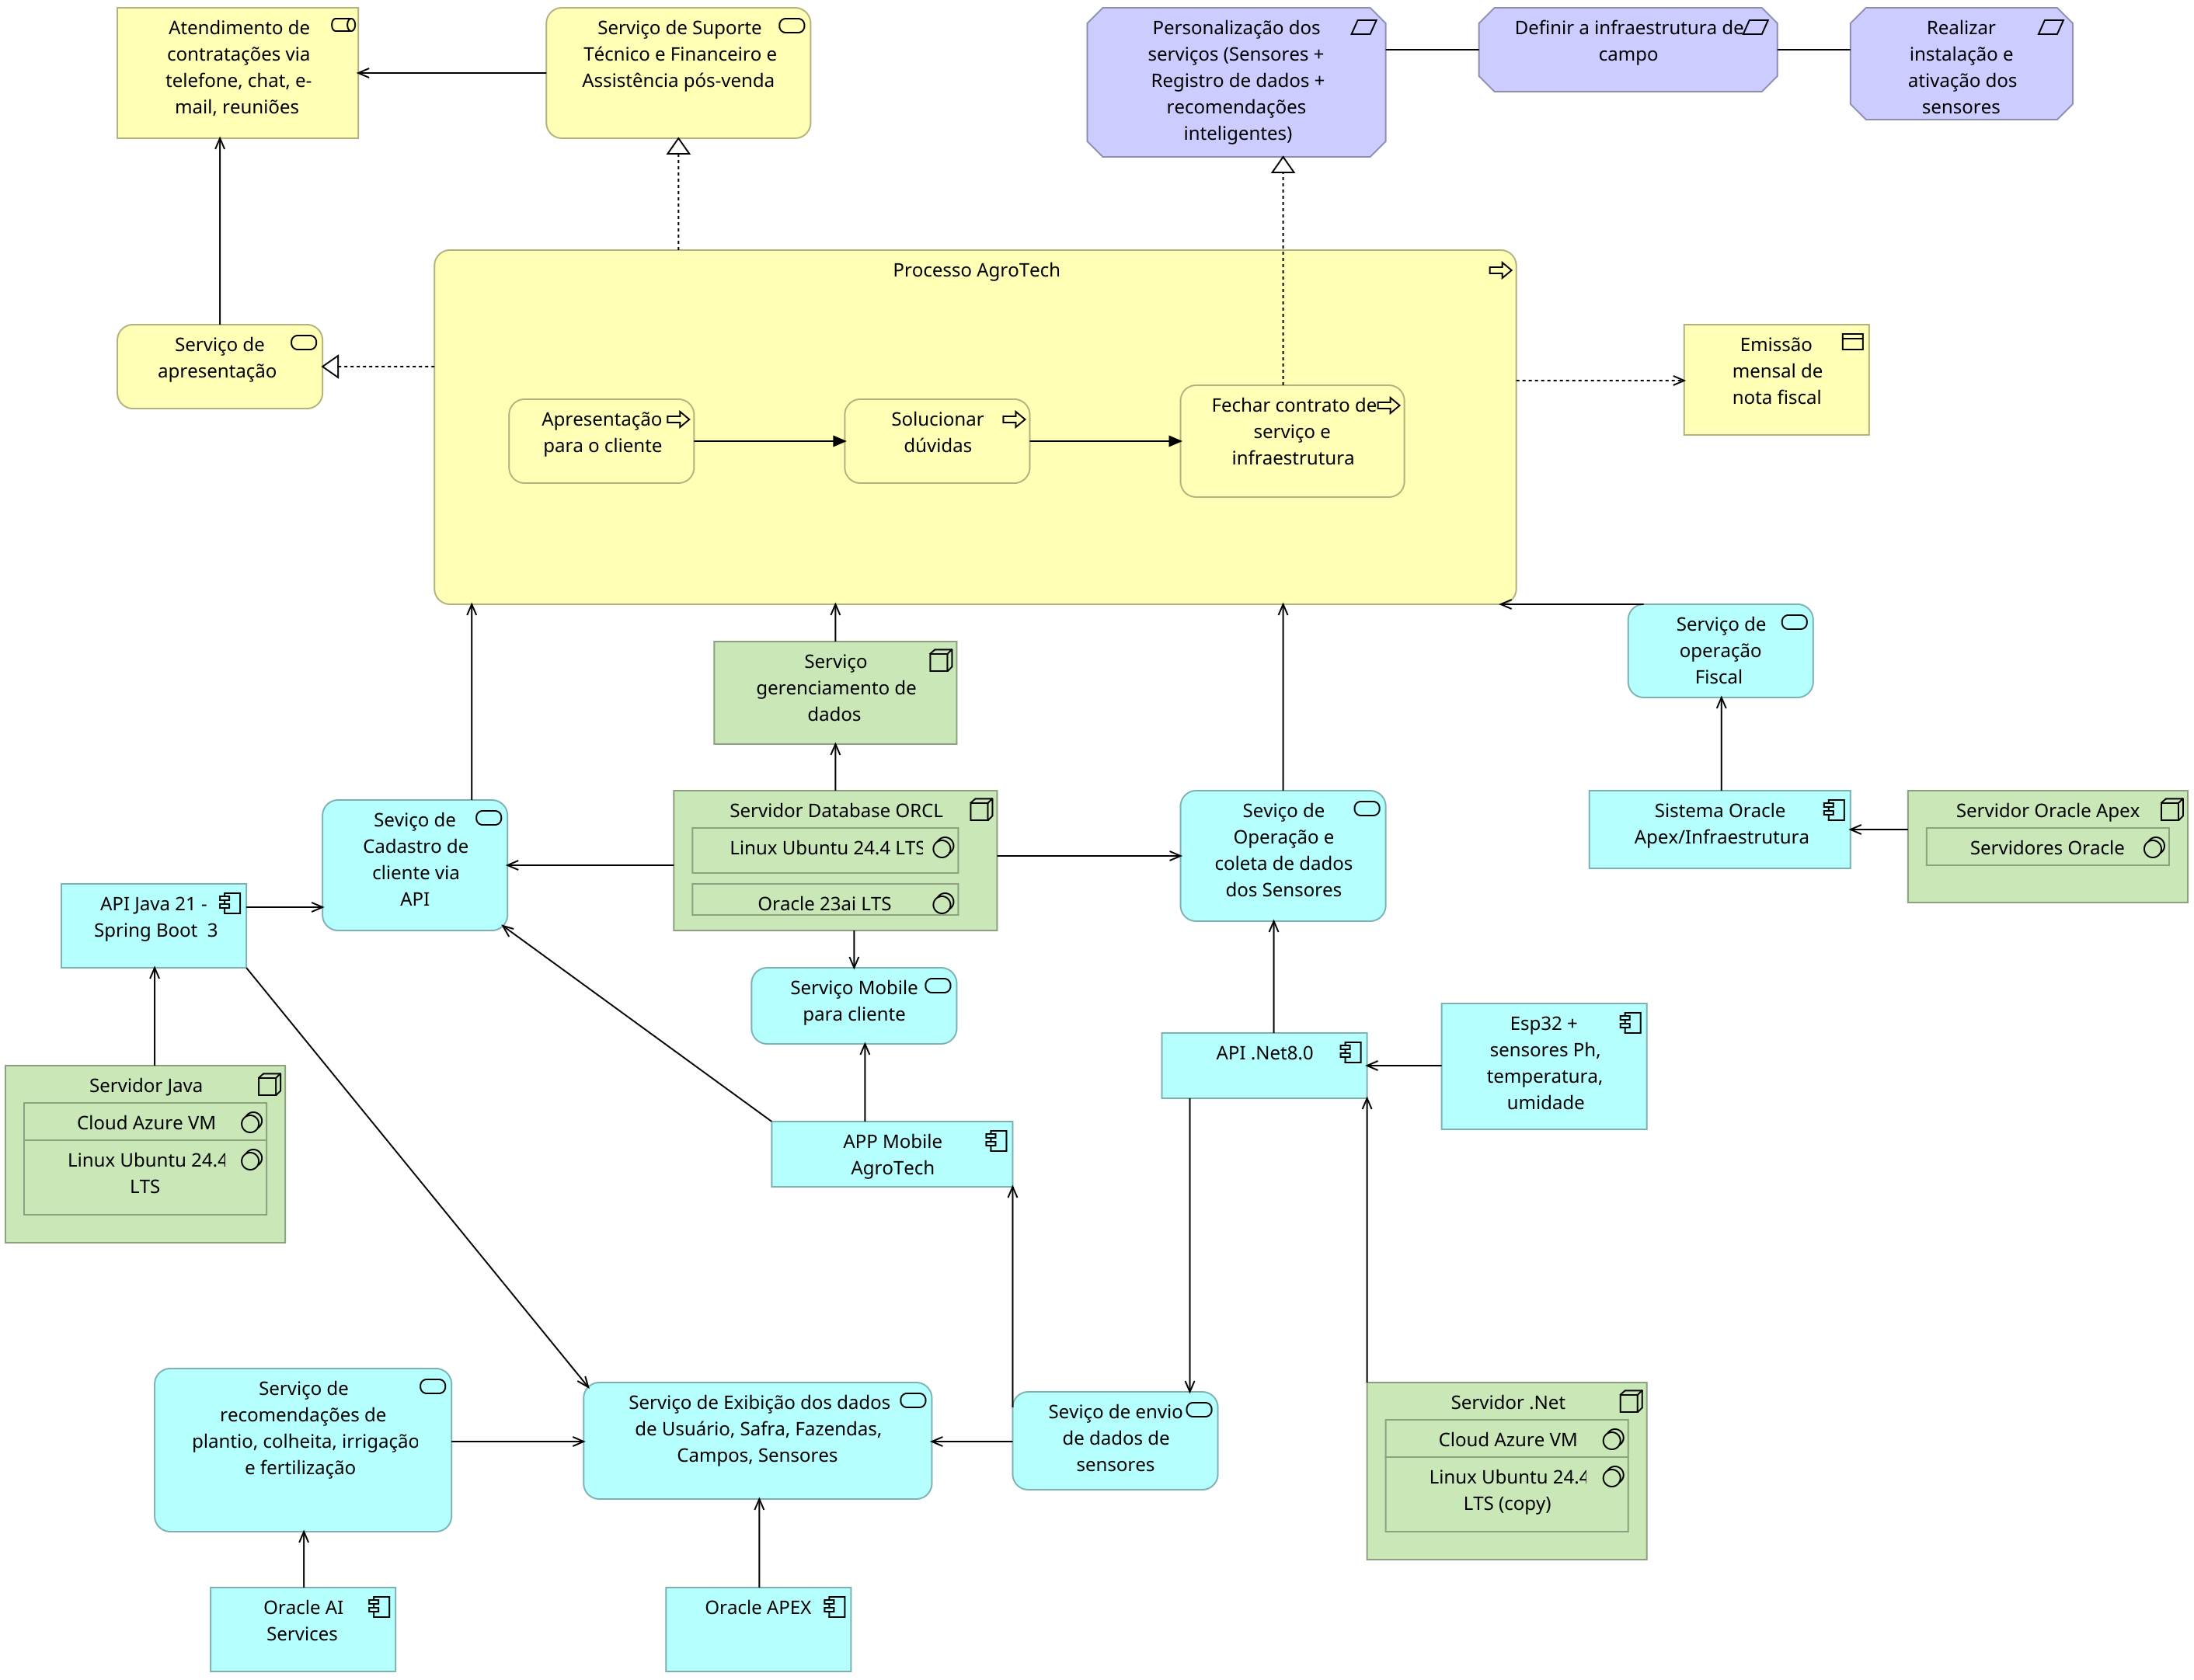 Atendimento de
contratações via
telefone, chat, e-
mail, reuniões
Serviço de Suporte
Técnico e Financeiro e
Assistência pós-venda
Personalização dos
serviços (Sensores +
Registro de dados +
recomendações
inteligentes)
Definir a infraestrutura de
campo
Realizar
instalação e
ativação dos
sensores
Processo AgroTech
Serviço de
apresentação
Emissão
mensal de
nota fiscal
Apresentação
para o cliente
Solucionar
dúvidas
Fechar contrato de
serviço e
infraestrutura
Serviço
gerenciamento de
dados
Serviço de
operação
Fiscal
Seviço de
Cadastro de
cliente via
API
Servidor Database ORCL
Linux Ubuntu 24.4 LTS
Oracle 23ai LTS
Seviço de
Operação e
coleta de dados
dos Sensores
Sistema Oracle
Apex/Infraestrutura
Servidor Oracle Apex
Servidores Oracle
API Java 21 -
Spring Boot  3
Serviço Mobile
para cliente
API .Net8.0
Esp32 +
sensores Ph,
temperatura,
umidade
Servidor Java
Cloud Azure VM
Linux Ubuntu 24.4
LTS
APP Mobile
AgroTech
Serviço de
recomendações de
plantio, colheita, irrigação
e fertilização
Serviço de Exibição dos dados
de Usuário, Safra, Fazendas,
Campos, Sensores
Seviço de envio
de dados de
sensores
Servidor .Net
Cloud Azure VM
Linux Ubuntu 24.4
LTS (copy)
Oracle AI
Services
Oracle APEX